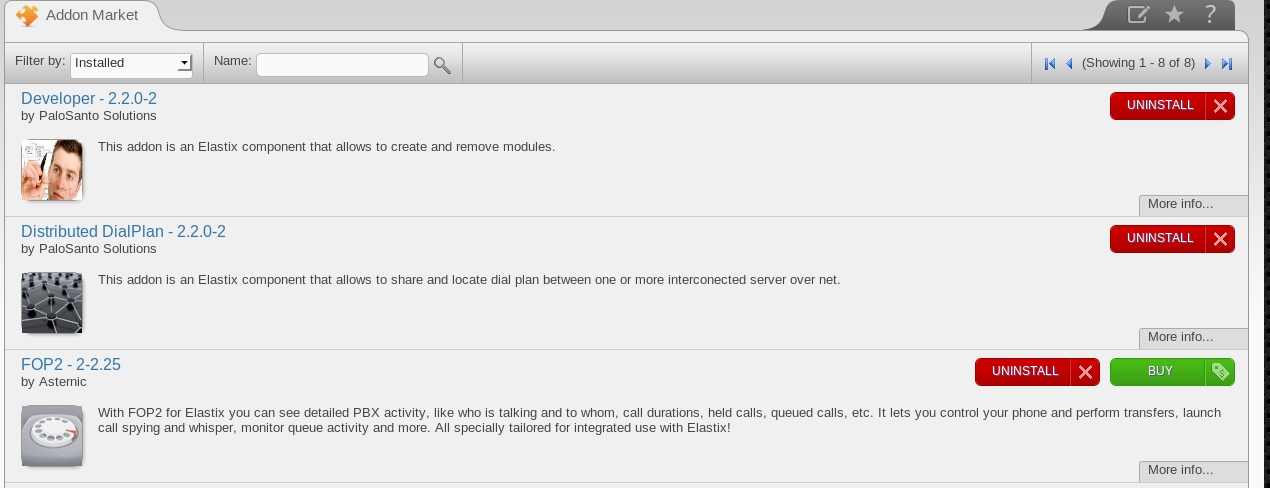 Addon Market
?
Filter by: Installed Name: (Showing 1 - 8 of 8)
Developer - 2.2.0-2
by PaloSanto Solutions
UNINSTALL
This addon is an Elastix component that allows to create and remove modules.
More info...
Distributed DialPlan - 2.2.0-2
by PaloSanto Solutions
UNINSTALL
This addon is an Elastix component that allows to share and locate dial plan between one or more interconected server over net.
More info...
FOP2 - 2-2.25
by Asternic
UNINSTALL BUY
With FOP2 for Elastix you can see detailed PBX activity, like who is talking and to whom, call durations, held calls, queued calls, etc. It lets you control your phone and perform transfers, launch
call spying and whisper, monitor queue activity and more. All specially tailored for integrated use with Elastix!
More info...